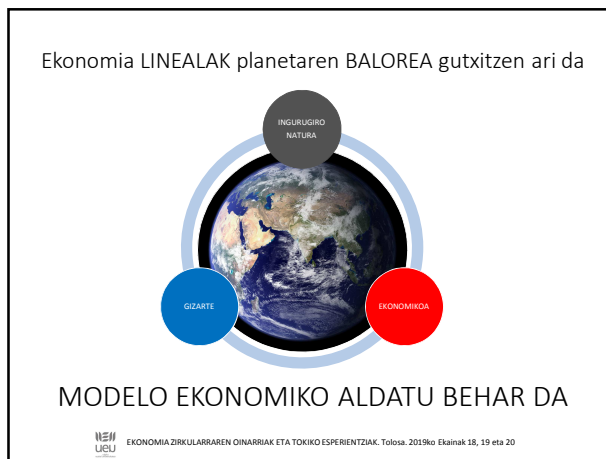 Ekonomia LINEALAK planetaren BALOREA gutxitzen ari da
INGURUGIRO
NATURA
GIZARTE
EKONOMIKOA
MODELO EKONOMIKO ALDATU BEHAR DA
ueu
EKONOMIA ZIRKULARRAREN OINARRIAK ETA TOKIKO ESPERIENTZIAK. Tolosa. 2019ko Ekainak 18, 19 eta 20